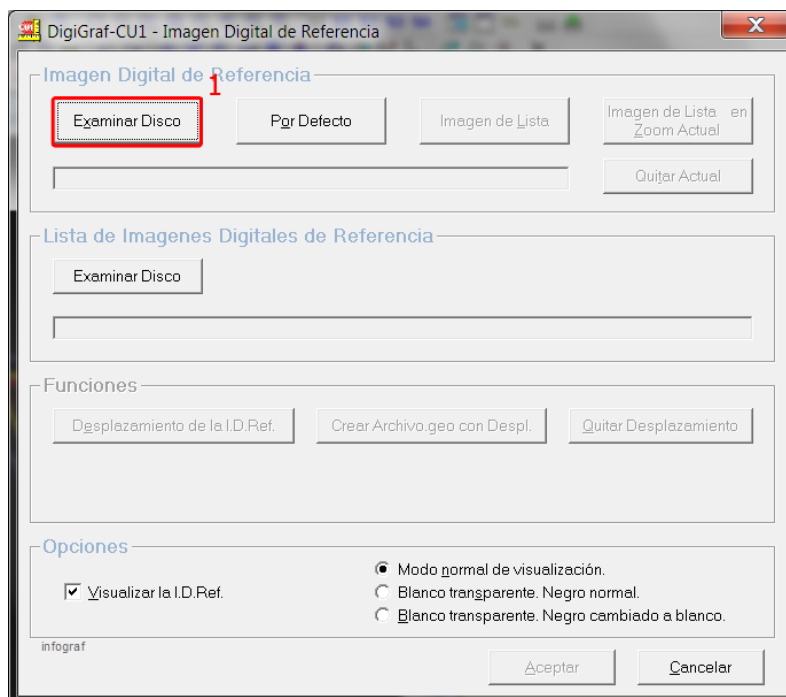 DigiGraf-CU1 - Imagen Digital de Referencia
Imagen Digital de Referencia
1
Examinar Disco
Por Defecto
Imagen de Lista
Imagen de Lista en
Zoom Actual
Quitar Actual
Lista de Imagenes Digitales de Referencia
Examinar Disco
Funciones
Desplazamiento de la I.D.Ref.
Crear Archivo.geo con Despl.
Quitar Desplazamiento
Opciones
Visualizar la I.D.Ref.
Modo normal de visualización.
Blanco transparente. Negro normal.
Blanco transparente. Negro cambiado a blanco.
infograf
Aceptar
Cancelar